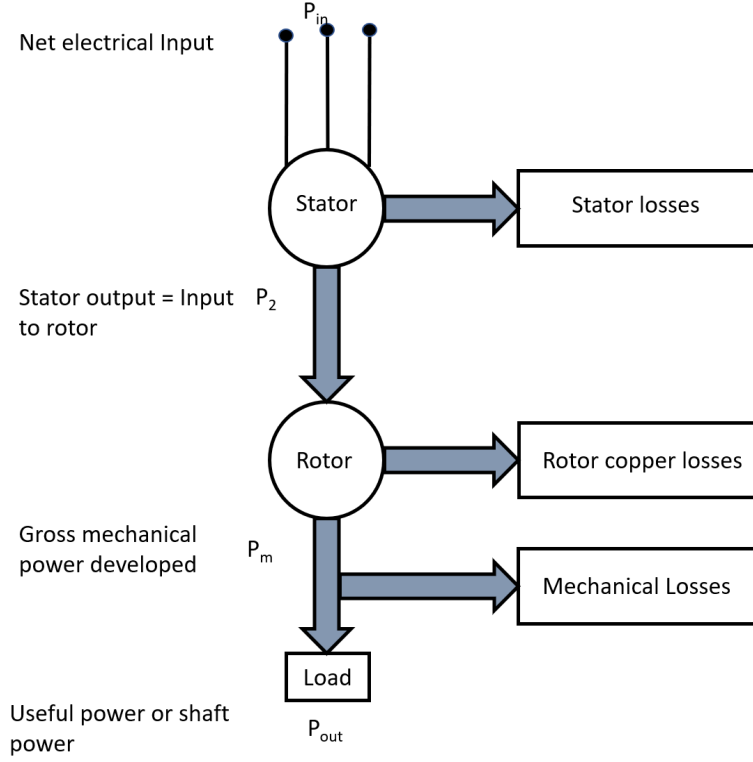 P_in
Net electrical Input
Stator
Stator losses
Stator output = Input
to rotor
P_2
Rotor
Rotor copper losses
Gross mechanical
power developed
P_m
Mechanical Losses
Load
Useful power or shaft
power
P_out